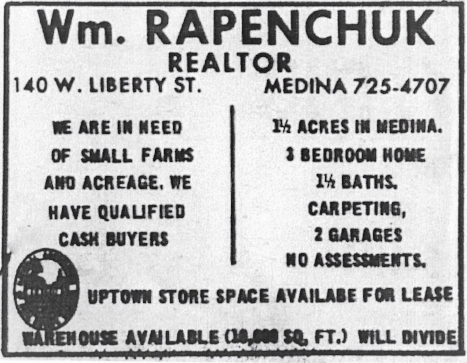 Wm. RAPENCHUK
REALTOR
140 W. LIBERTY ST. MEDINA 725-4707
WE ARE IN NEED
OF SMALL FARMS
AND ACREAGE. WE
HAVE QUALIFIED
CASH BUYERS
1½ ACRES IN MEDINA.
3 BEDROOM HOME
1½ BATHS.
CARPETING,
2 GARAGES
NO ASSESSMENTS.
UPTOWN STORE SPACE AVAILABE FOR LEASE
WAREHOUSE AVAILABLE (10,000 SQ. FT.) WILL DIVIDE